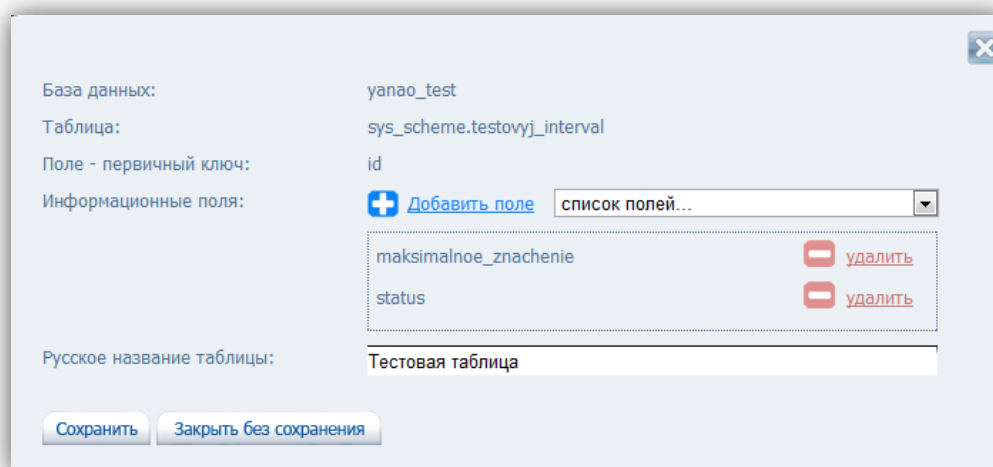 База данных: yanao_test
Таблица: sys_scheme.testovyj_interval
Поле - первичный ключ: id
Информационные поля: Добавить поле список полей...
maksimalnoe_znachenie удалить
status удалить
Русское название таблицы: Тестовая таблица
Сохранить Закрыть без сохранения